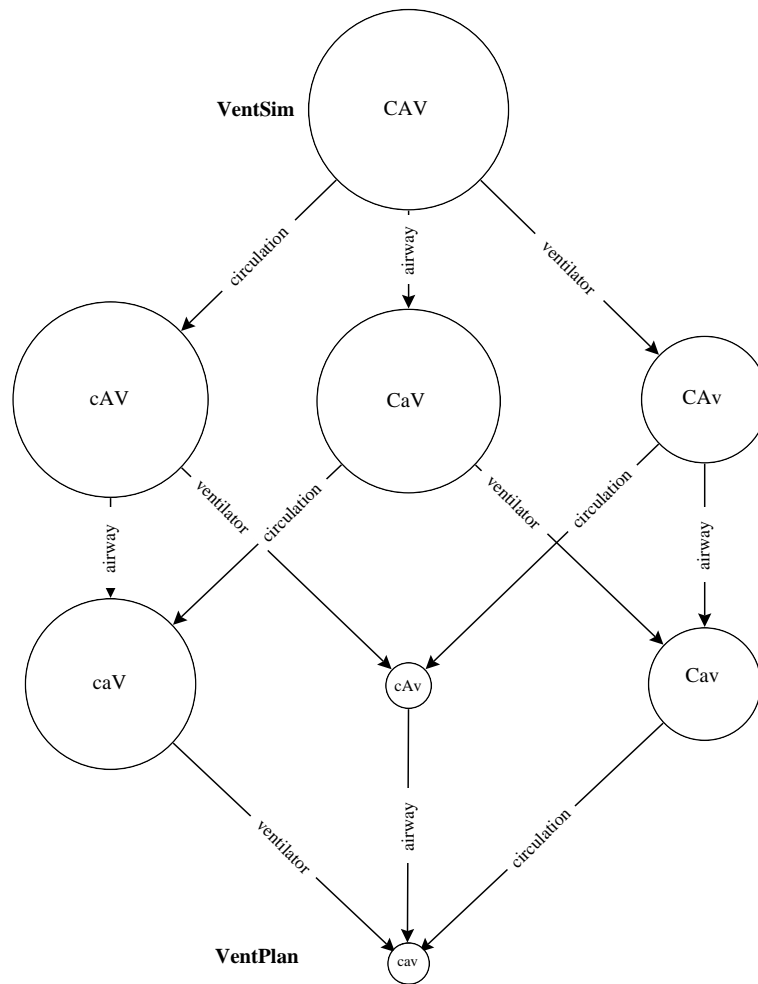 CAV
VentSim
circulation
airway
ventilator
cAV
CaV
CAv
airway
ventilator
circulation
ventilator
circulation
airway
caV
cAv
Cav
ventilator
airway
circulation
VentPlan
cav